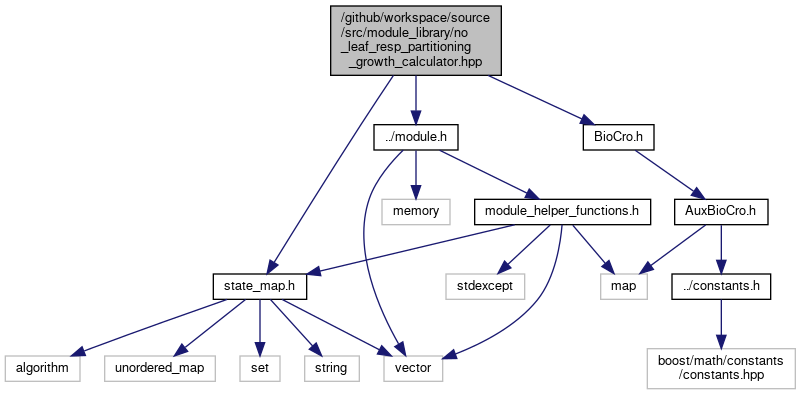 /github/workspace/source
/src/module_library/no
_leaf_resp_partitioning
_growth_calculator.hpp
../module.h
BioCro.h
memory
module_helper_functions.h
AuxBioCro.h
state_map.h
stdexcept
map
../constants.h
algorithm
unordered_map
set
string
vector
boost/math/constants
/constants.hpp